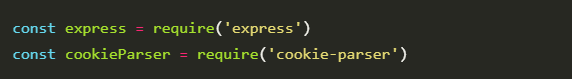 const express = require('express')
const cookieParser = require('cookie-parser')